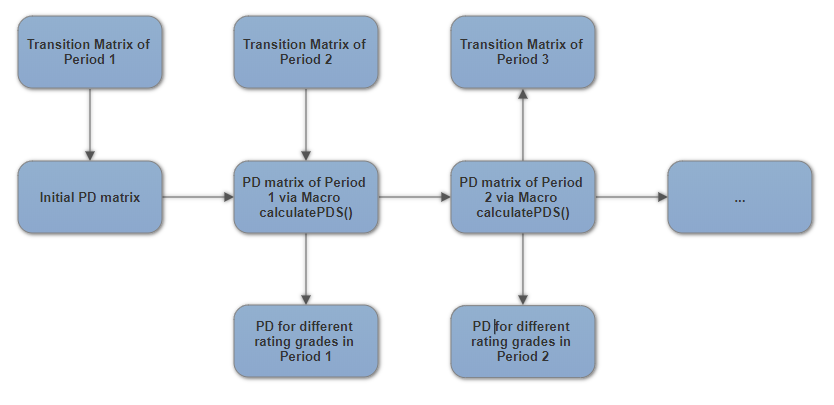 Transition Matrix of
Period 1
Transition Matrix of
Period 2
Transition Matrix of
Period 3
Initial PD matrix
PD matrix of Period
1 via Macro
calculatePDS()
PD matrix of Period
2 via Macro
calculatePDS()
...
PD for different
rating grades in
Period 1
PD for different
rating grades in
Period 2